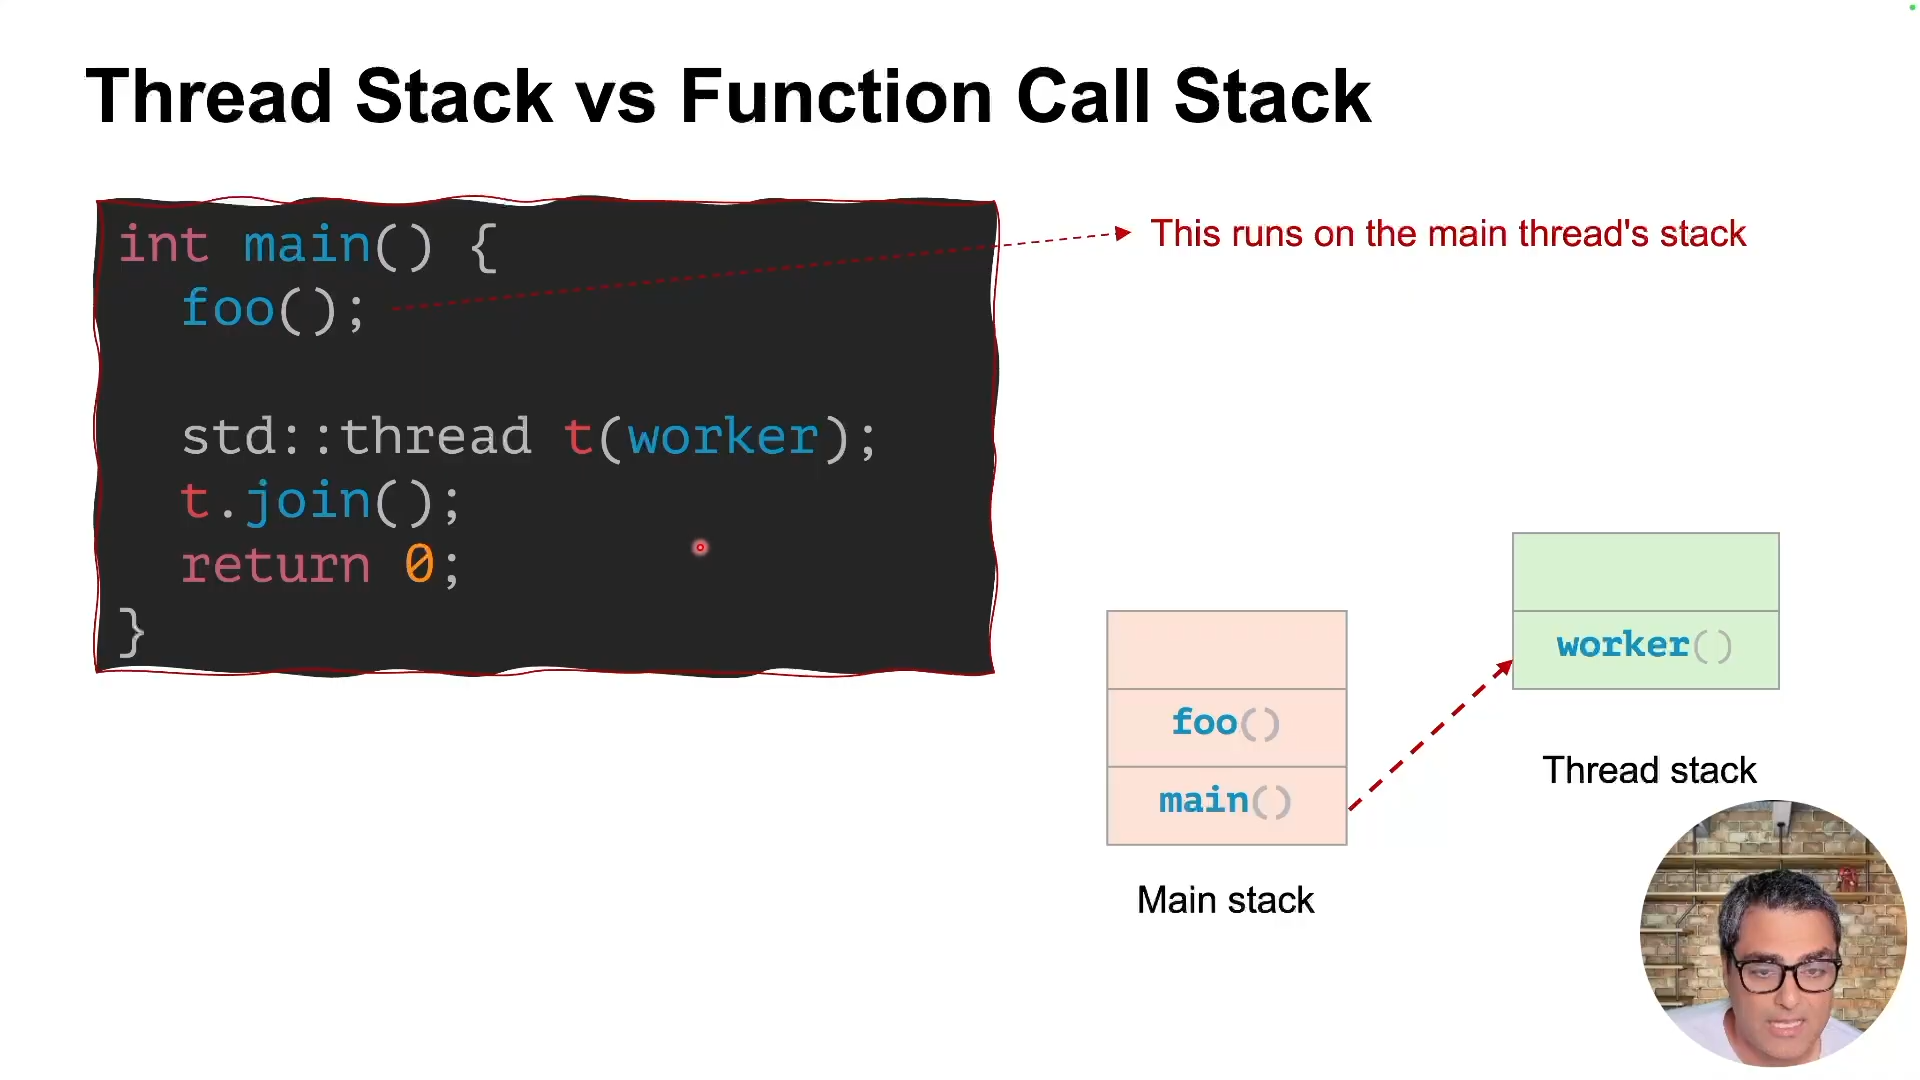 Thread Stack vs Function Call Stack
int main() {
foo();
This runs on the main thread's stack
std::thread t(worker);
t.join();
return 0;
}
worker()
Thread stack
foo()
main()
Main stack